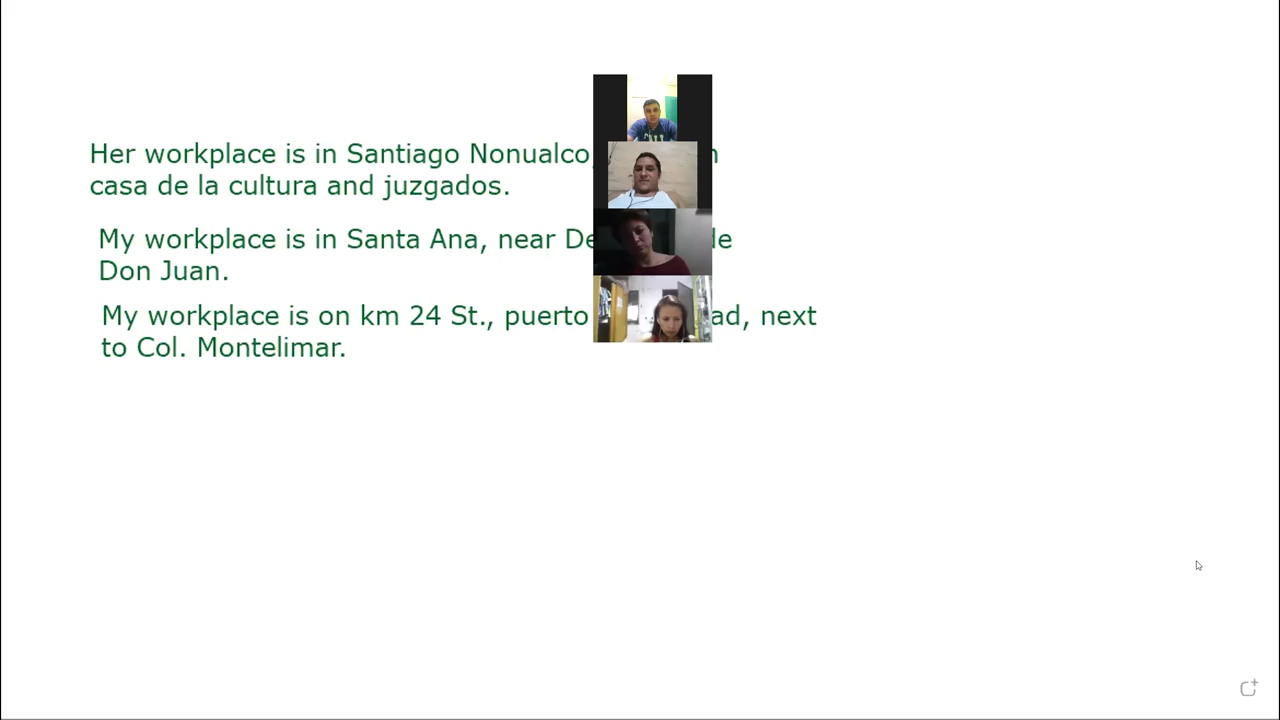 Her workplace is in Santiago Nonualco,
casa de la cultura and juzgados.
My workplace is in Santa Ana, near de
Don Juan.
My workplace is on km 24 St., puerto next
to Col. Montelimar.